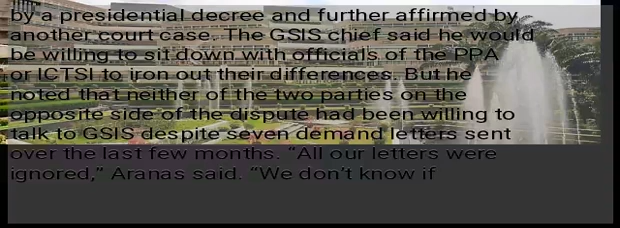 by a presidential decree and further affirmed by
another court case. The GSIS chief said he would
be willing to sit down with officials of the PPA
or ICTSI to iron out their differences. But he
noted that neither of the two parties on the
opposite side of the dispute had been willing to
talk to GSIS despite seven demand letters sent
over the last few months. “All our letters were
ignored,” Aranas said. “We don't know if